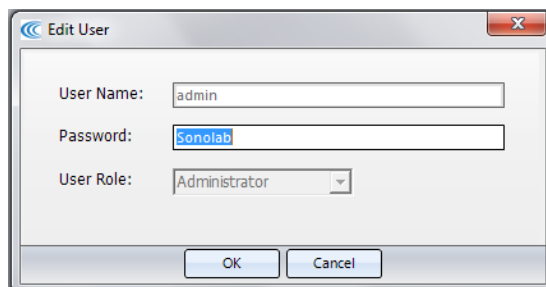 Edit User
User Name: admin
Password: Sonolab
User Role: Administrator
OK Cancel